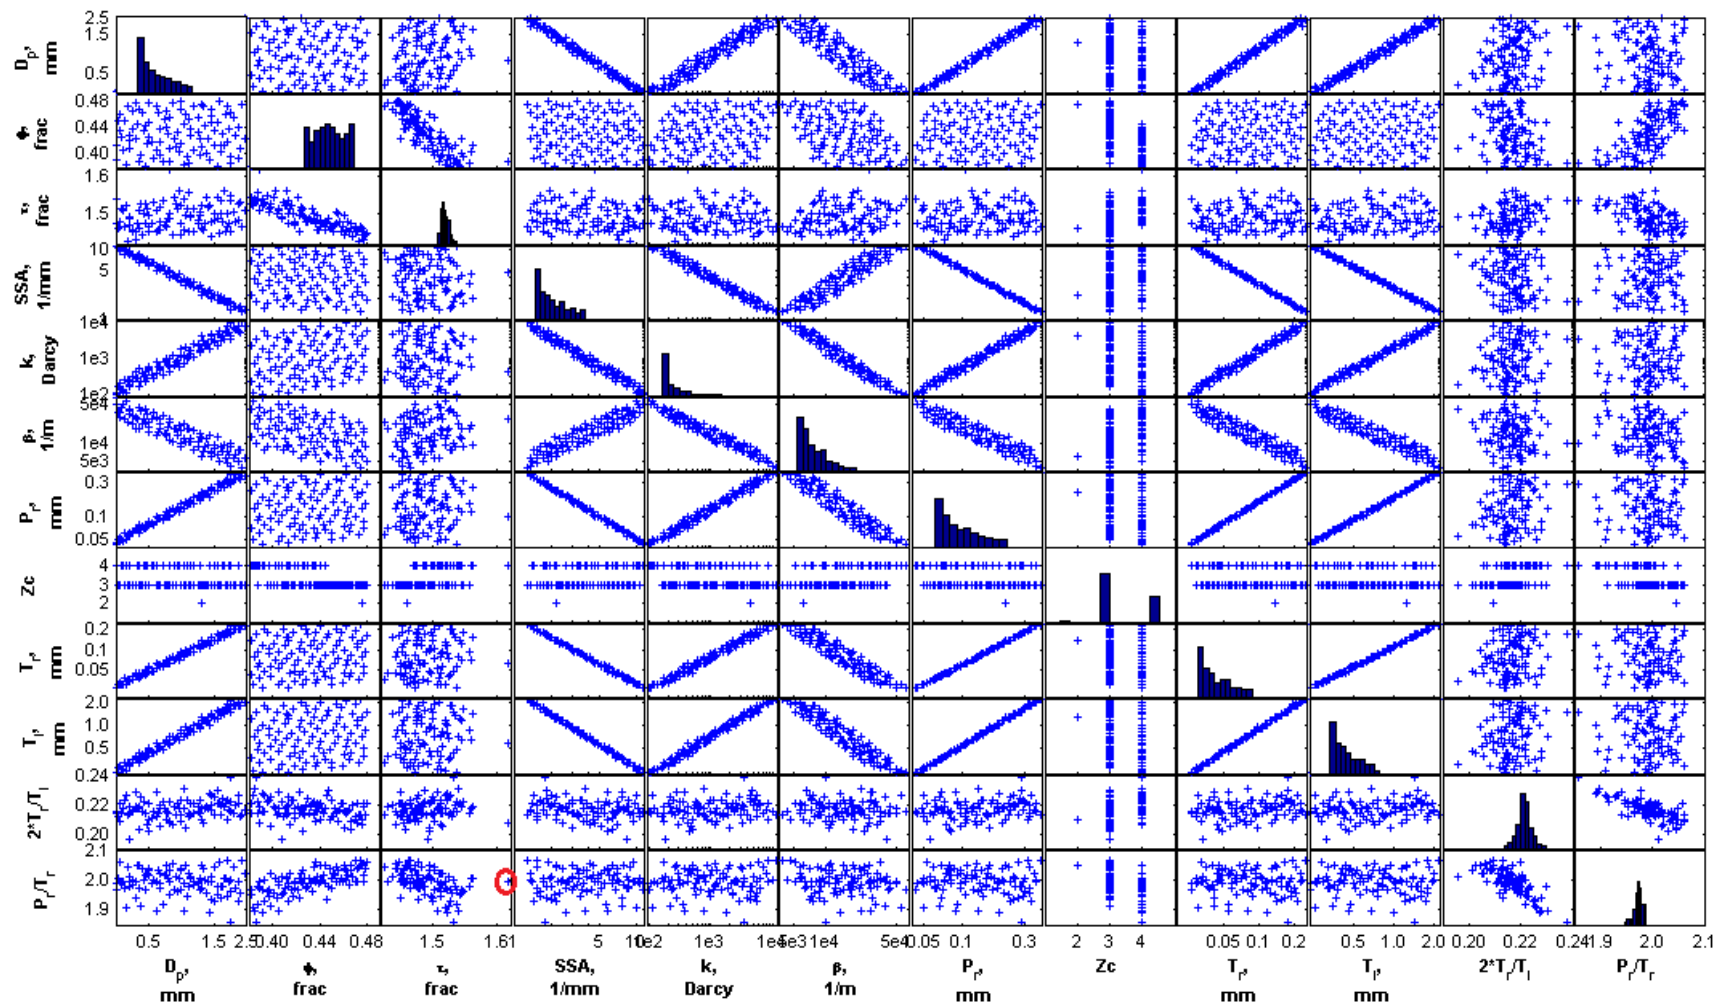 2.5
1.5
0.5
Dp, mm
0.48
0.44
0.40
ϕ, frac
1.6
1.5
τ, frac
10
5
1
SSA, 1/mm
1e4
1e3
1e2
k, Darcy
5e4
1e4
5e3
β, 1/m
0.3
0.1
0.05
Pr, mm
4
3
2
Zc
0.2
0.1
0.05
Tr, mm
2.0
1.0
0.5
Tl, mm
0.24
0.22
0.20
2*Tr/Tl
2.1
2.0
1.9
Pr/Tr
0.5 1.5 2.5 0.40 0.44 0.48 1.5 1.6 1 5 10 1e2 1e3 1e4 5e3 1e4 5e4 0.05 0.1 0.3 2 3 4 0.05 0.1 0.2 0.5 1.0 2.0 0.20 0.22 0.24 1.9 2.0 2.1
Dp, ϕ, τ, SSA, k, β, Pr, Zc Tr, Tl, 2*Tr/Tl Pr/Tr
mm frac frac 1/mm Darcy 1/m mm mm mm